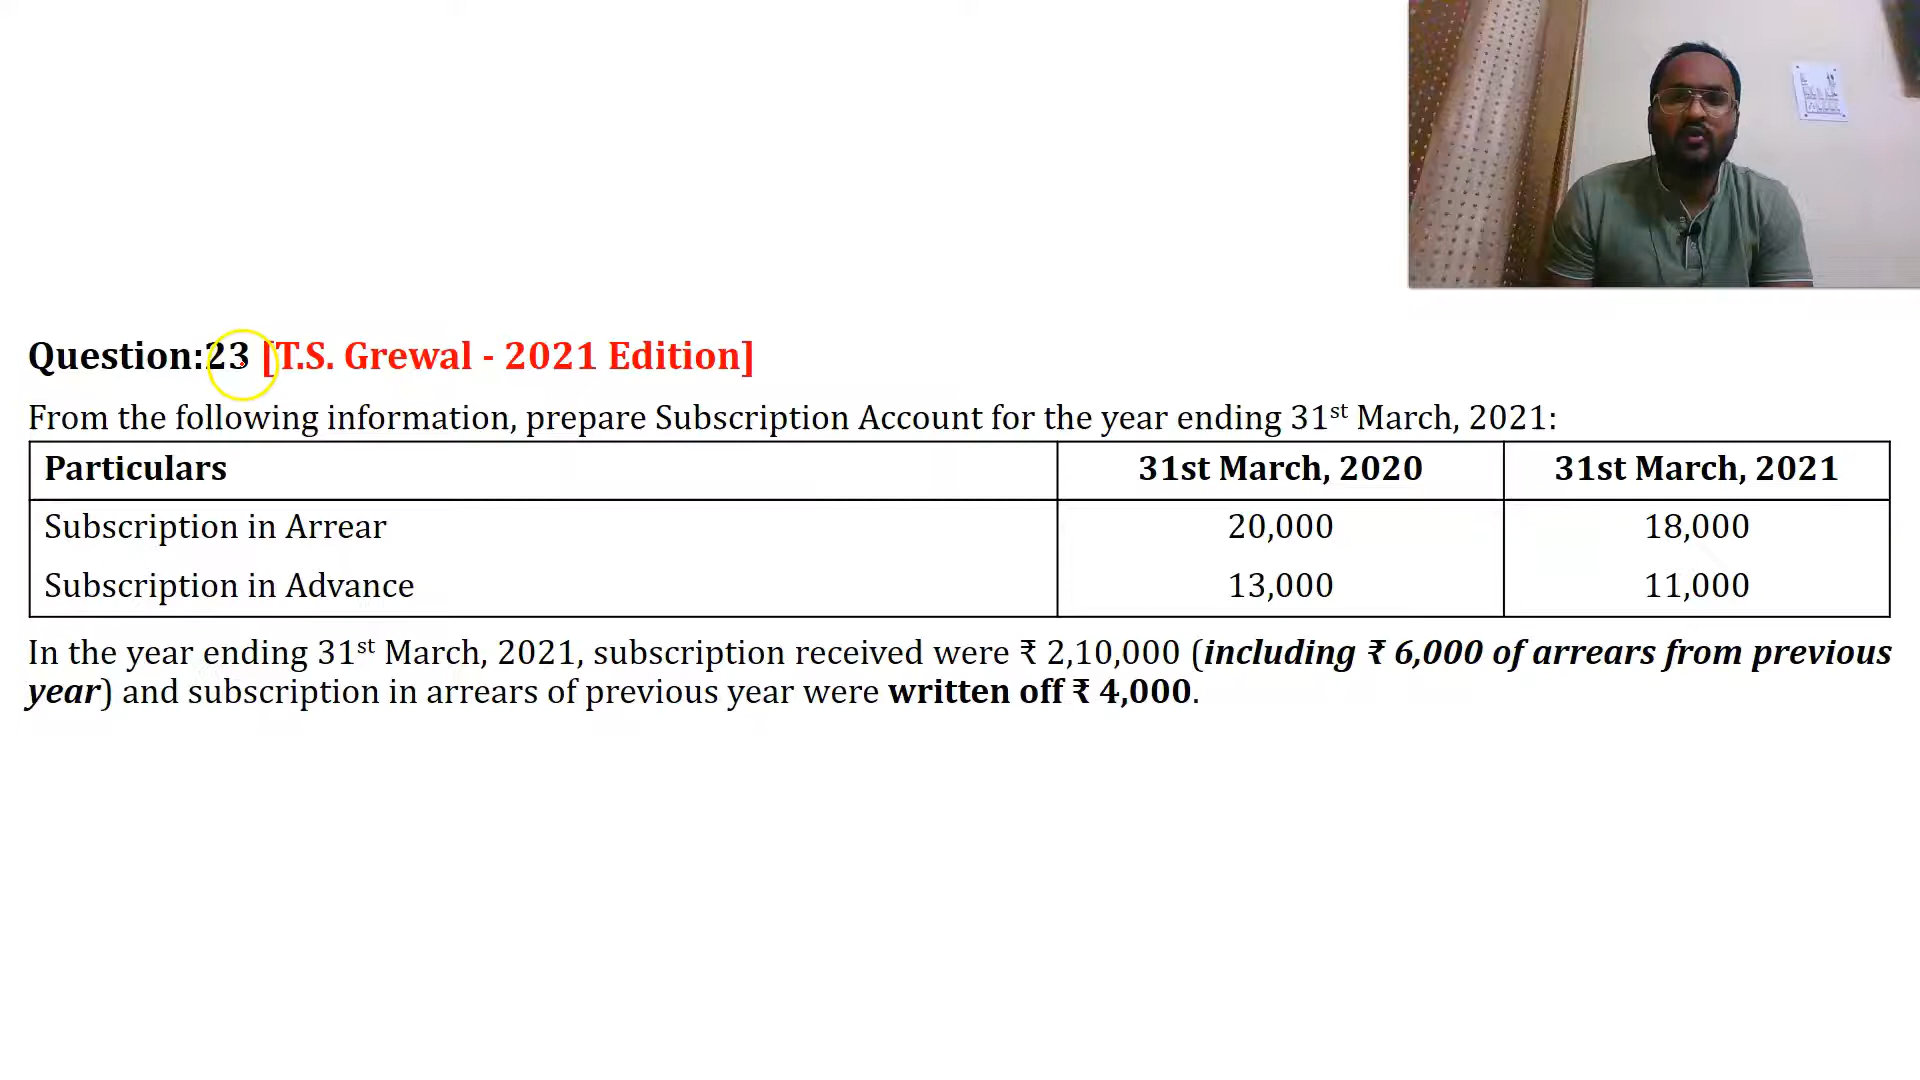 Question:23 [T.S. Grewal - 2021 Edition]
From the following information, prepare Subscription Account for the year ending 31st March, 2021:
Particulars 31st March, 2020 31st March, 2021
Subscription in Arrear 20,000 18,000
Subscription in Advance 13,000 11,000
In the year ending 31st March, 2021, subscription received were ₹ 2,10,000 (including ₹ 6,000 of arrears from previous
year) and subscription in arrears of previous year were written off ₹ 4,000.